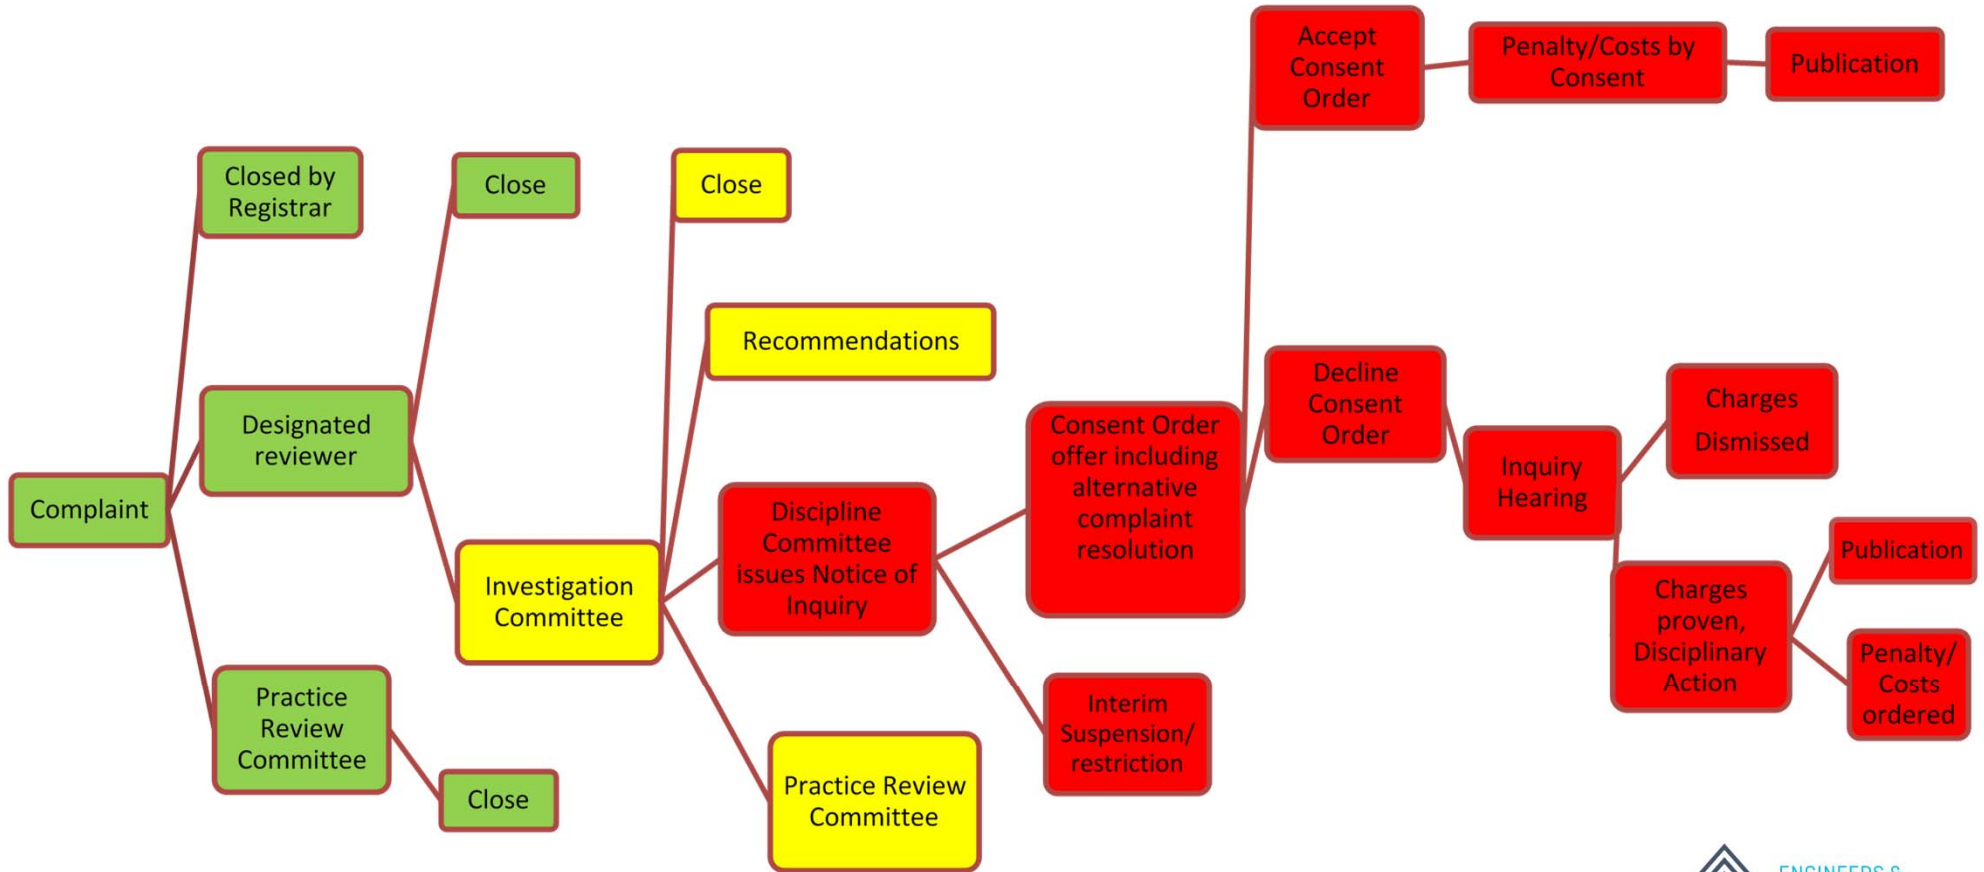 Complaint
Closed by
Registrar
Designated
reviewer
Practice
Review
Committee
Close
Close
Investigation
Committee
Close
Recommendations
Discipline
Committee
issues Notice of
Inquiry
Practice Review
Committee
Consent Order
offer including
alternative
complaint
resolution
Interim
Suspension/
restriction
Accept
Consent
Order
Penalty/Costs by
Consent
Publication
Decline
Consent
Order
Inquiry
Hearing
Charges
Dismissed
Charges
proven,
Disciplinary
Action
Publication
Penalty/
Costs
ordered
ENGINEERS &